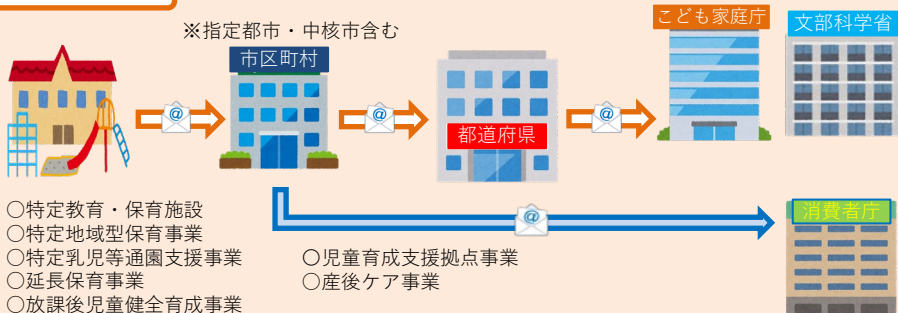 こども家庭庁
文部科学省
※指定都市・中核市含む
市区町村
都道府県
@
@
@
@
消費者庁
〇特定教育・保育施設
〇特定地域型保育事業
〇特定乳児等通園支援事業
〇延長保育事業
〇放課後児童健全育成事業
〇児童育成支援拠点事業
〇産後ケア事業